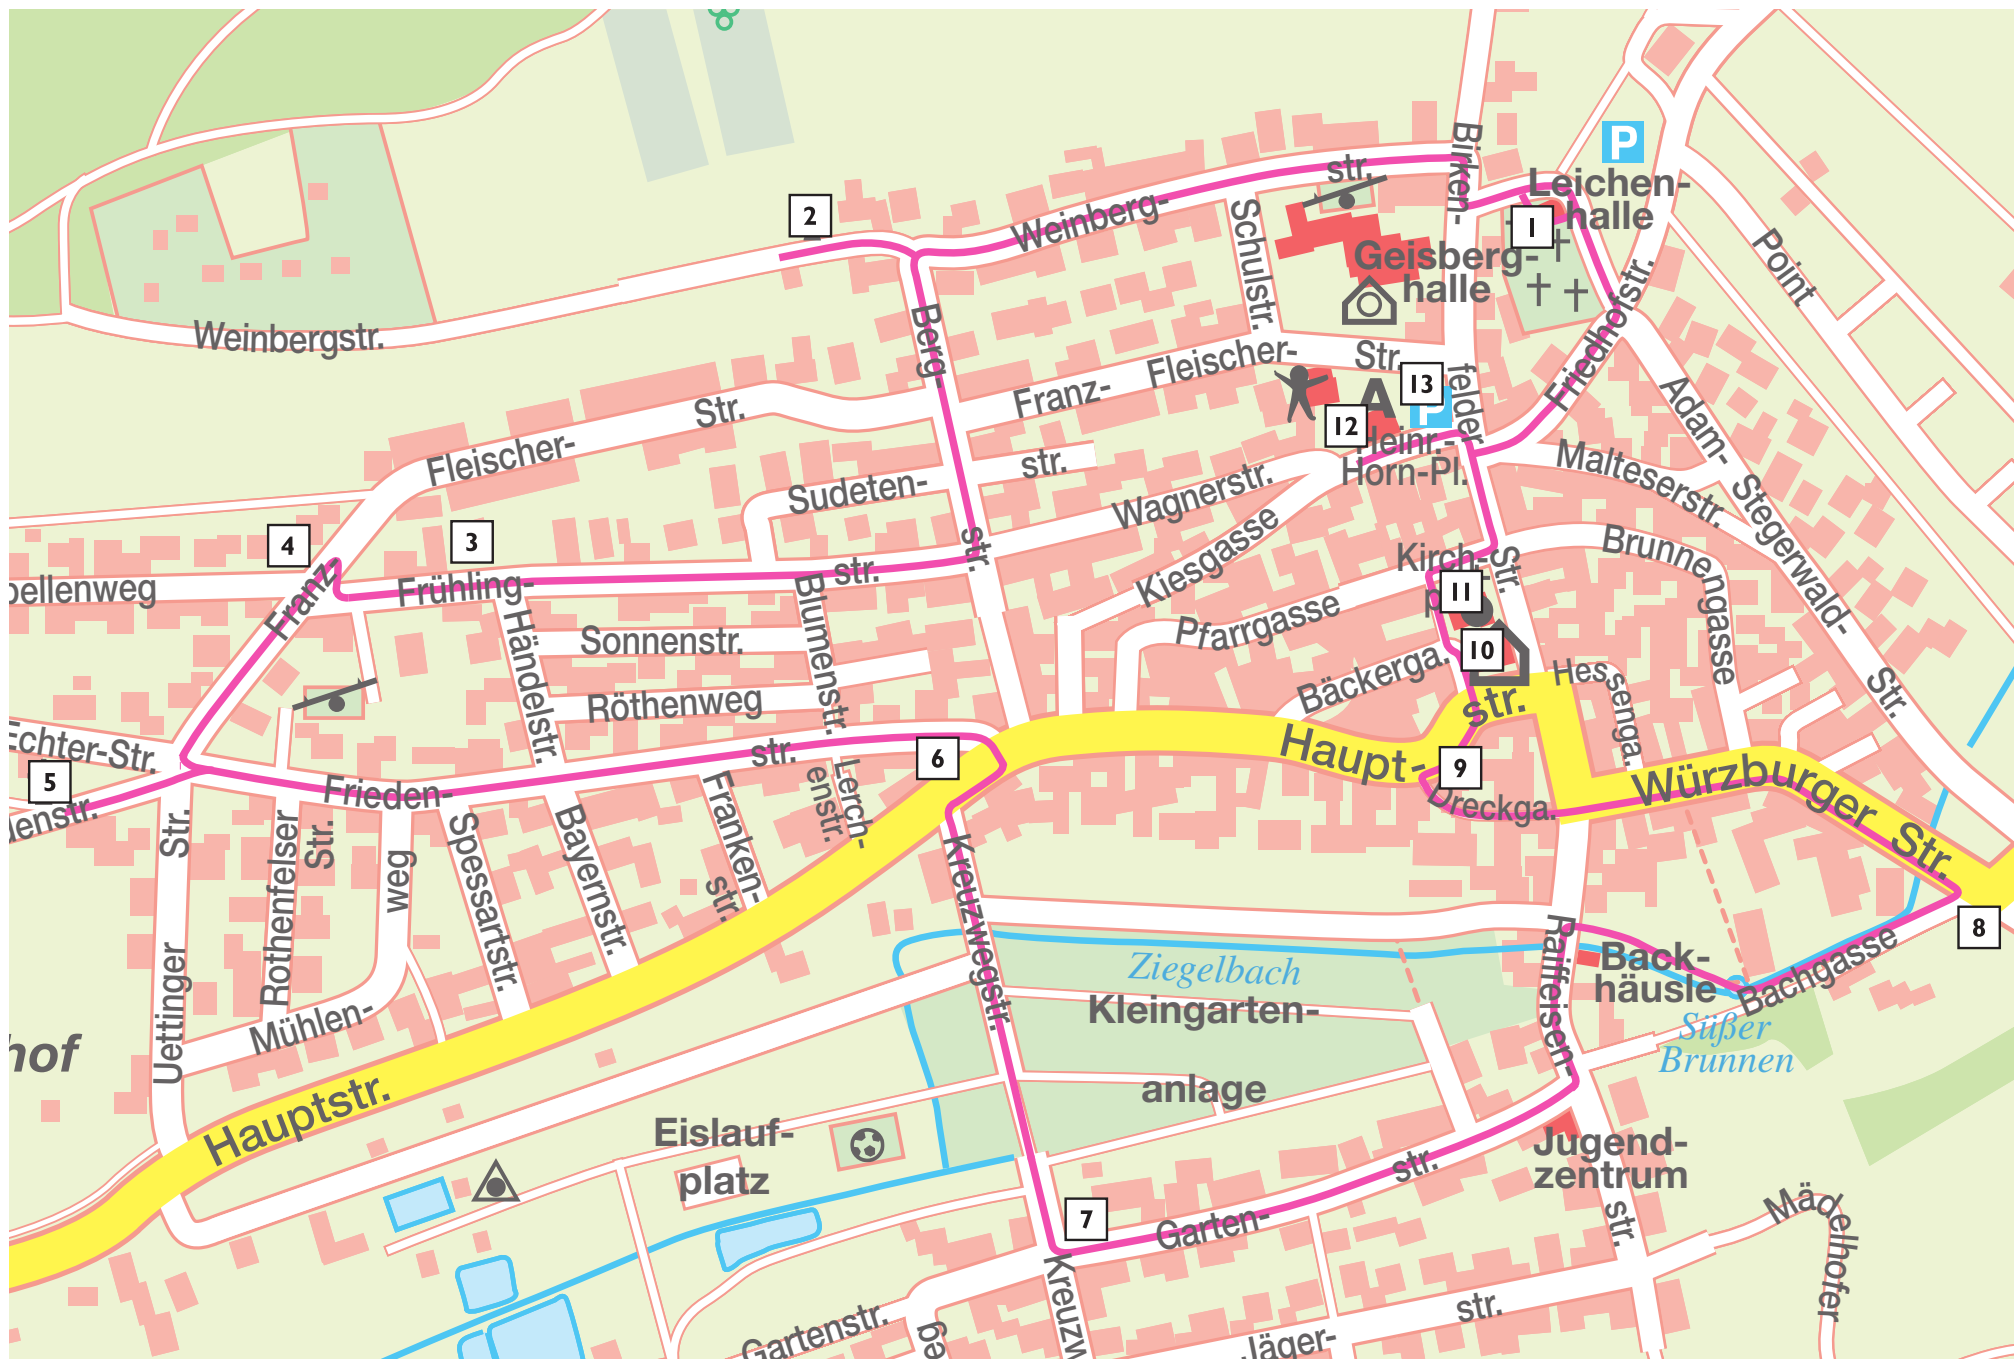 P
Birken-
str.
Leichen-
halle
1
2
Weinberg-
Schulstr.
Geisberg-
halle
Point
Friedhofstr.
Weinbergstr.
Berg-
Fleischer-
Str.
Franz-
13
P
A
felder
12
Heinr.-
Horn-Pl.
Str.
Fleischer-
Adam-
Stegerwald-
Str.
Malteserstr.
str.
Sudeten-
Wagnerstr.
Kiesgasse
4
3
Brunnengasse
str.
Kirch-
Str.
11
pellenweg
Franz-
Frühling-
str.
Blumenstr.
Händelstr.
Sonnenstr.
Pfarrgasse
10
Bäckerga.
Hessenga.
Röthenweg
str.
Echter-Str.
5
lenstr.
Frieden-
str.
6
Haupt-
9
Dreckga.
Würzburger
Str.
Lerch-
enstr.
Franken-
str.
Bayernstr.
Spessartstr.
weg
Str.
Rothenfelser
Str.
Uettinger
Mühlen-
Kreuzwegstr.
8
Raiffeisen-
Back-
häusle
Bachgasse
Ziegelbach
Kleingarten-
anlage
Süßer
Brunnen
hof
Hauptstr.
Eislauf-
platz
Jugend-
zentrum
str.
str.
7
Garten-
Mädelhofer
Kreuzw
str.
Gartenstr.
be
Jäger-